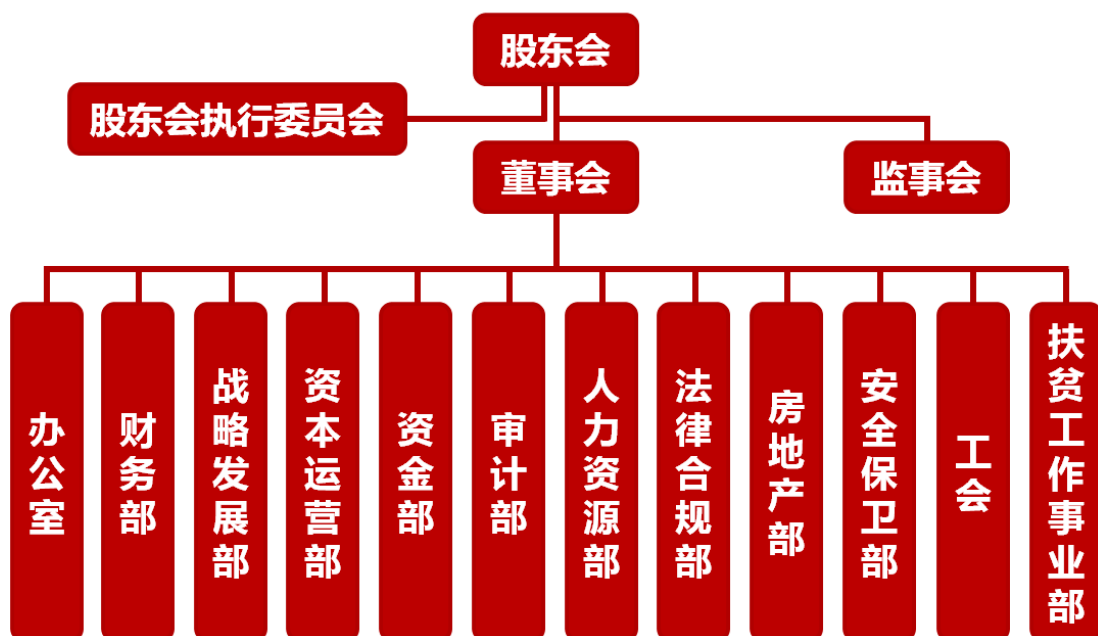 股东会
股东会执行委员会
董事会
监事会
办公室
财务部
战略发展部
资本运营部
资金部
审计部
人力资源部
法律合规部
房地产部
安全保卫部
工会
扶贫工作事业部